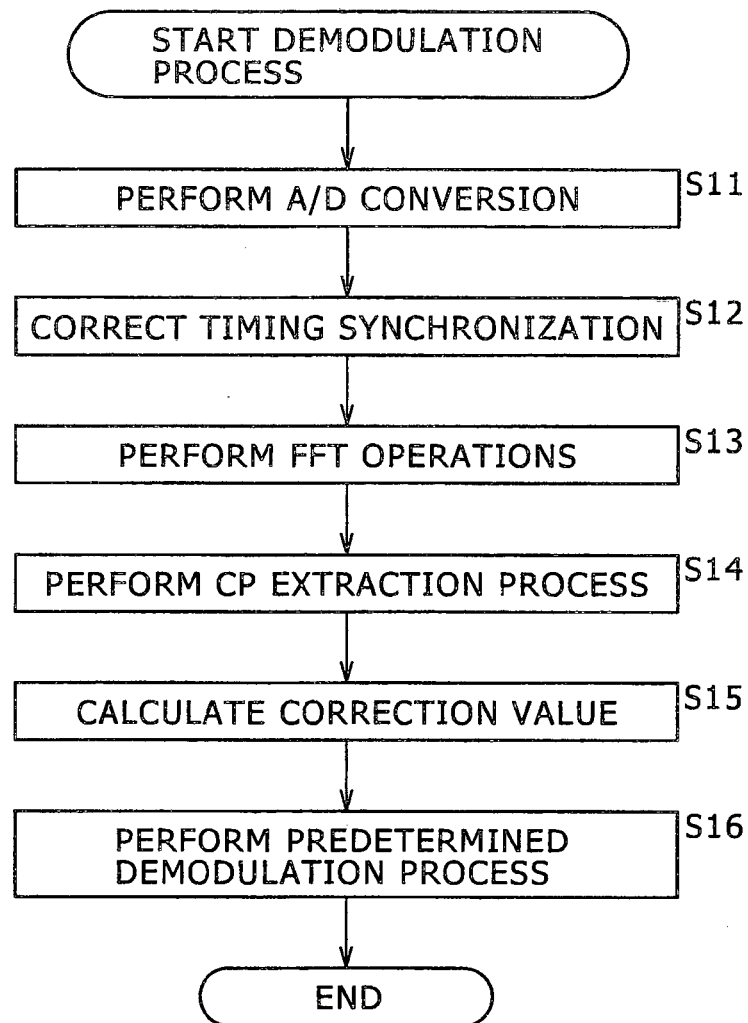 START DEMODULATION
PROCESS
PERFORM A/D CONVERSION
S11
CORRECT TIMING SYNCHRONIZATION
S12
PERFORM FFT OPERATIONS
S13
PERFORM CP EXTRACTION PROCESS
S14
CALCULATE CORRECTION VALUE
S15
PERFORM PREDETERMINED
DEMODULATION PROCESS
S16
END